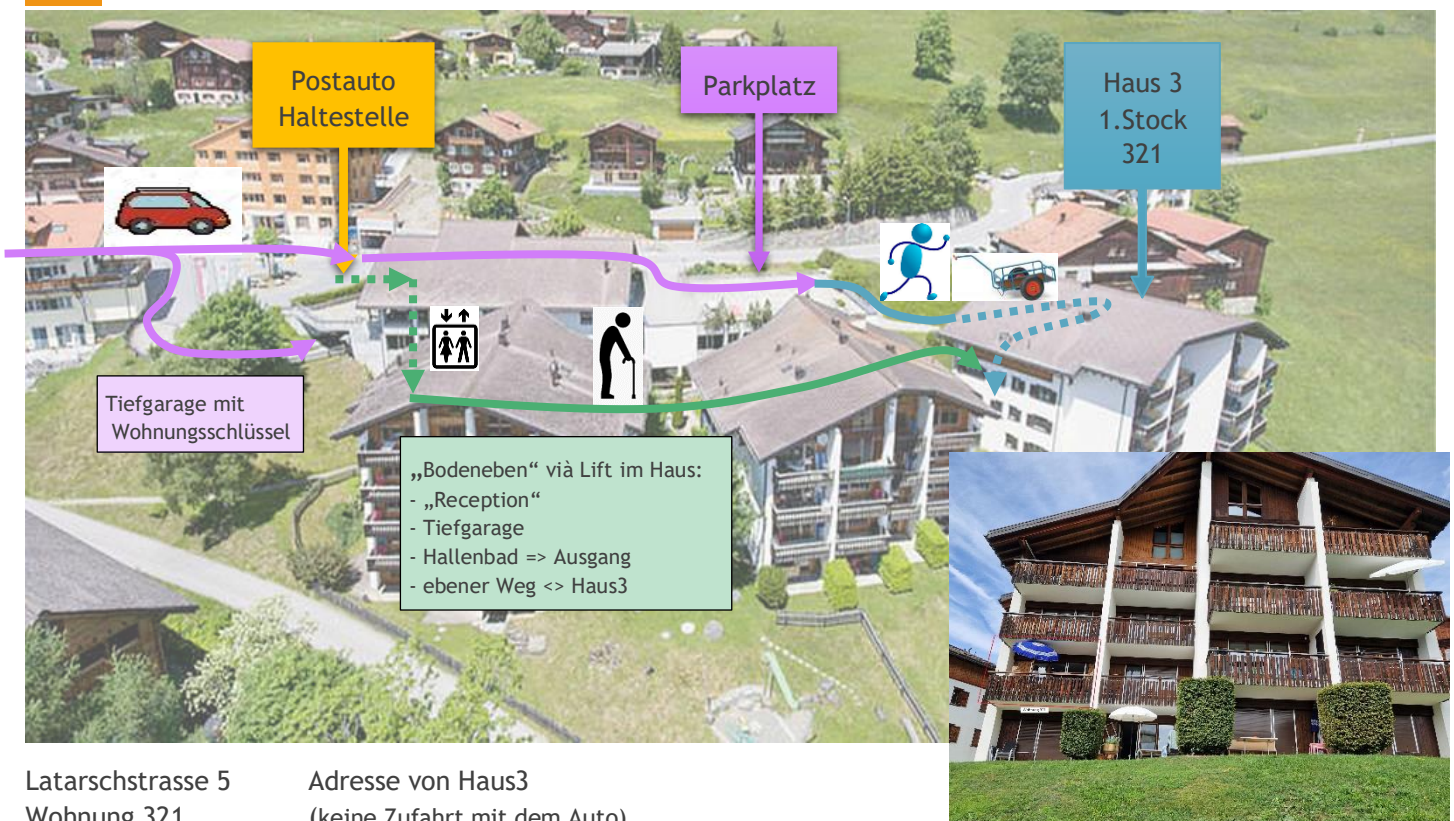 Postauto
Haltestelle
Parkplatz
Haus 3
1.Stock
321
Tiefgarage mit
Wohnungsschlüssel
„Bodeneben“ vià Lift im Haus:
- „Reception“
- Tiefgarage
- Hallenbad => Ausgang
- ebener Weg <> Haus3
Latarschstrasse 5 Adresse von Haus3
Wohnung 321 (keine Zufahrt mit dem Auto)